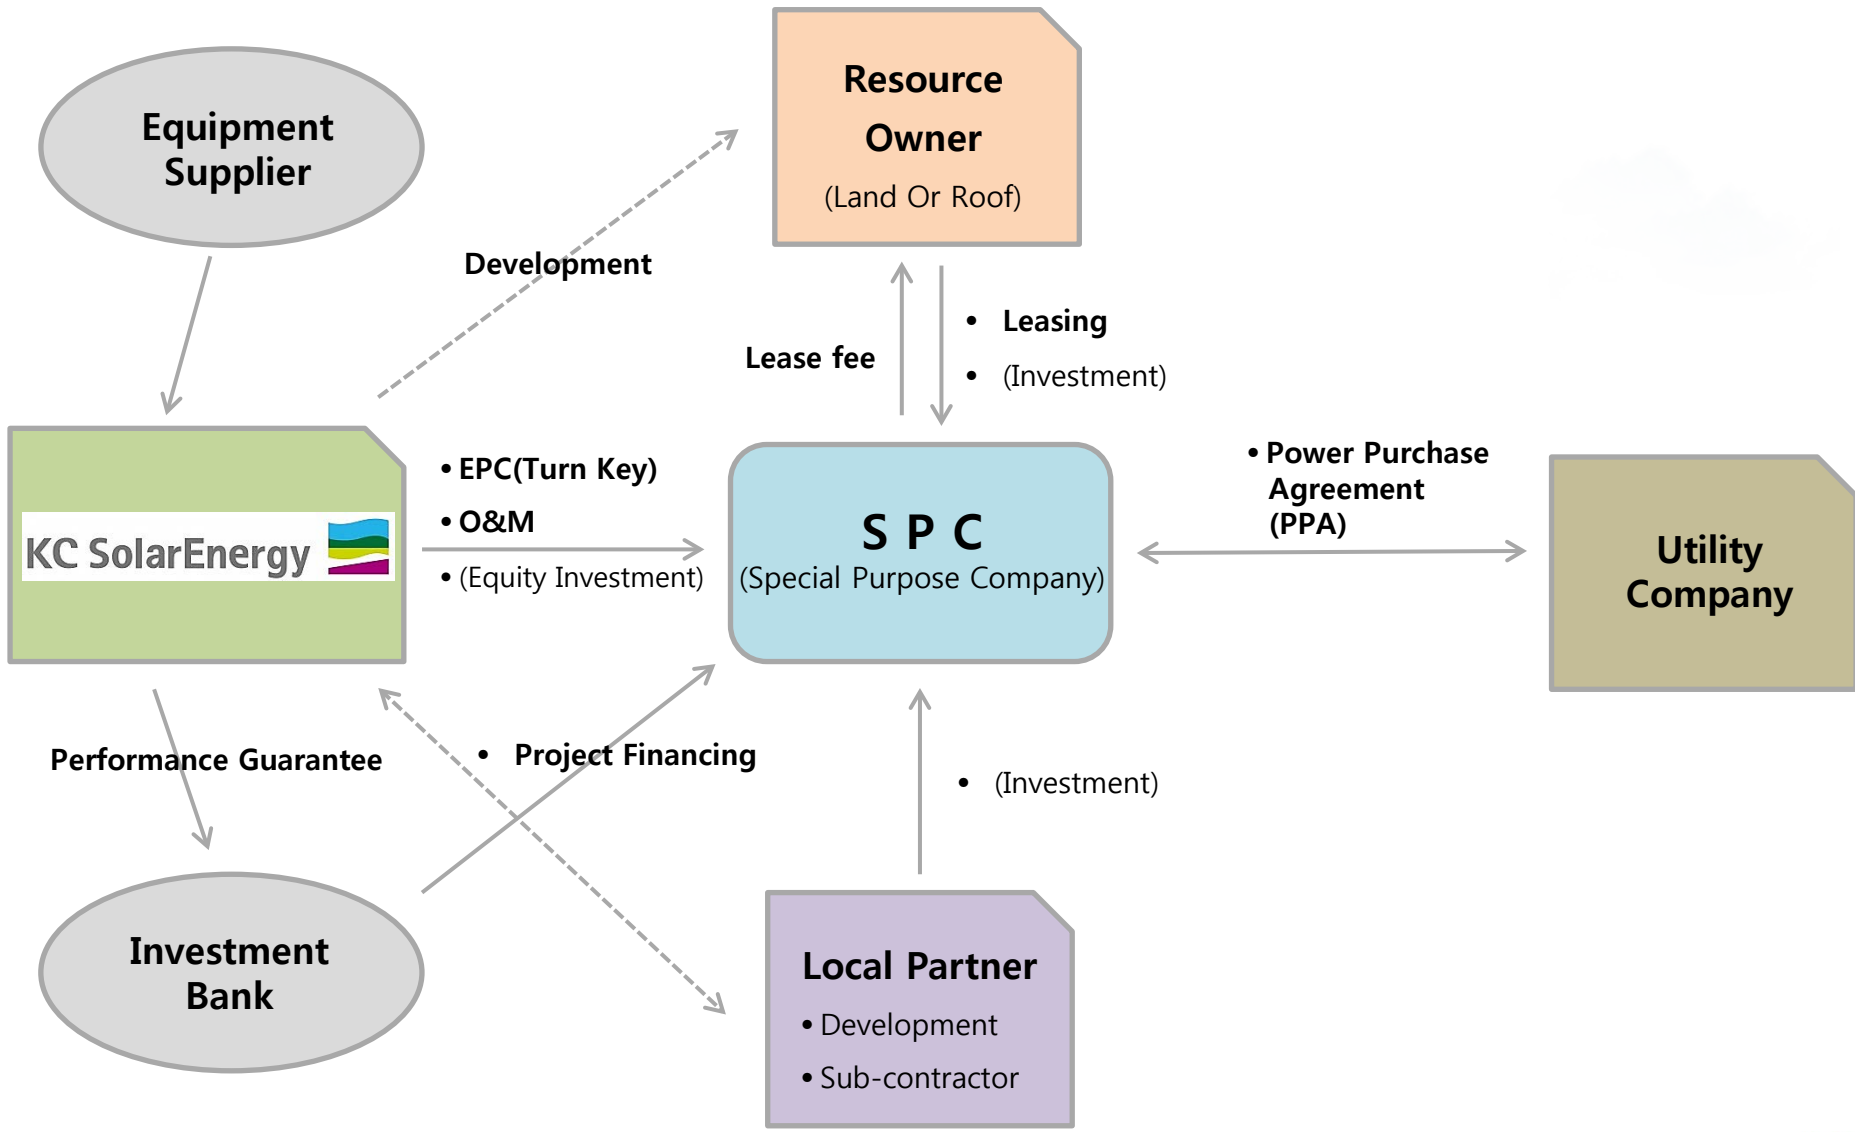 Equipment
Supplier
Resource
Owner
(Land Or Roof)
Development
Lease fee
• Leasing
• (Investment)
KC SolarEnergy
• EPC(Turn Key)
• O&M
• (Equity Investment)
S P C
(Special Purpose Company)
• Power Purchase
Agreement
(PPA)
Utility
Company
Performance Guarantee
• Project Financing
• (Investment)
Investment
Bank
Local Partner
• Development
• Sub-contractor